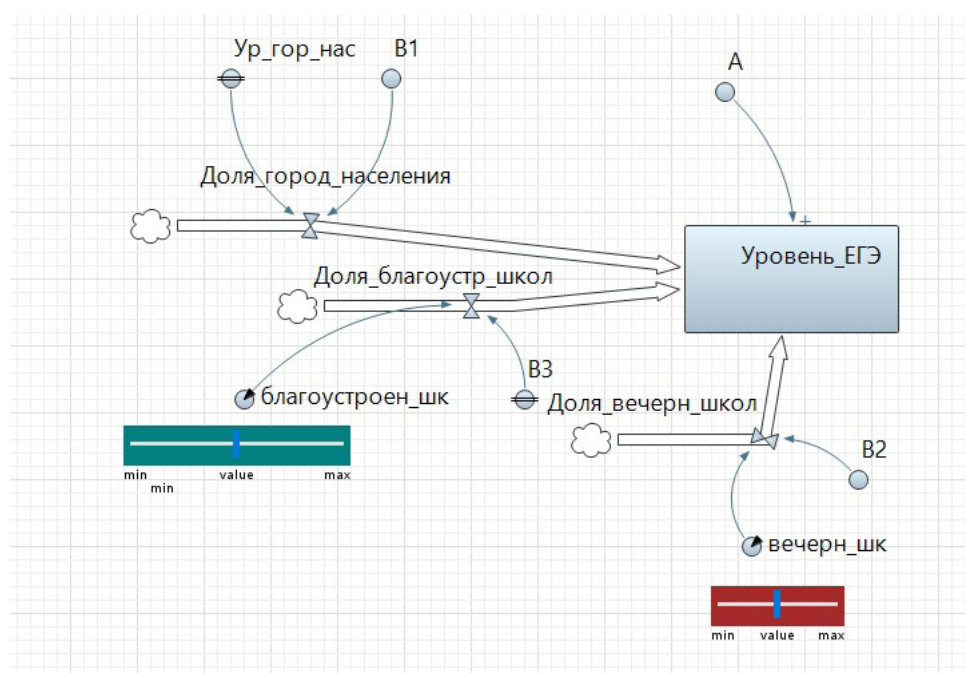 Ур_гор_нас
B1
A
Доля_город_населения
Уровень_ЕГЭ
Доля_благоустр_школ
B3
благоустроен_шк
Доля_вечерн_школ
B2
min
value
max
min
вечерн_шк
min
value
max